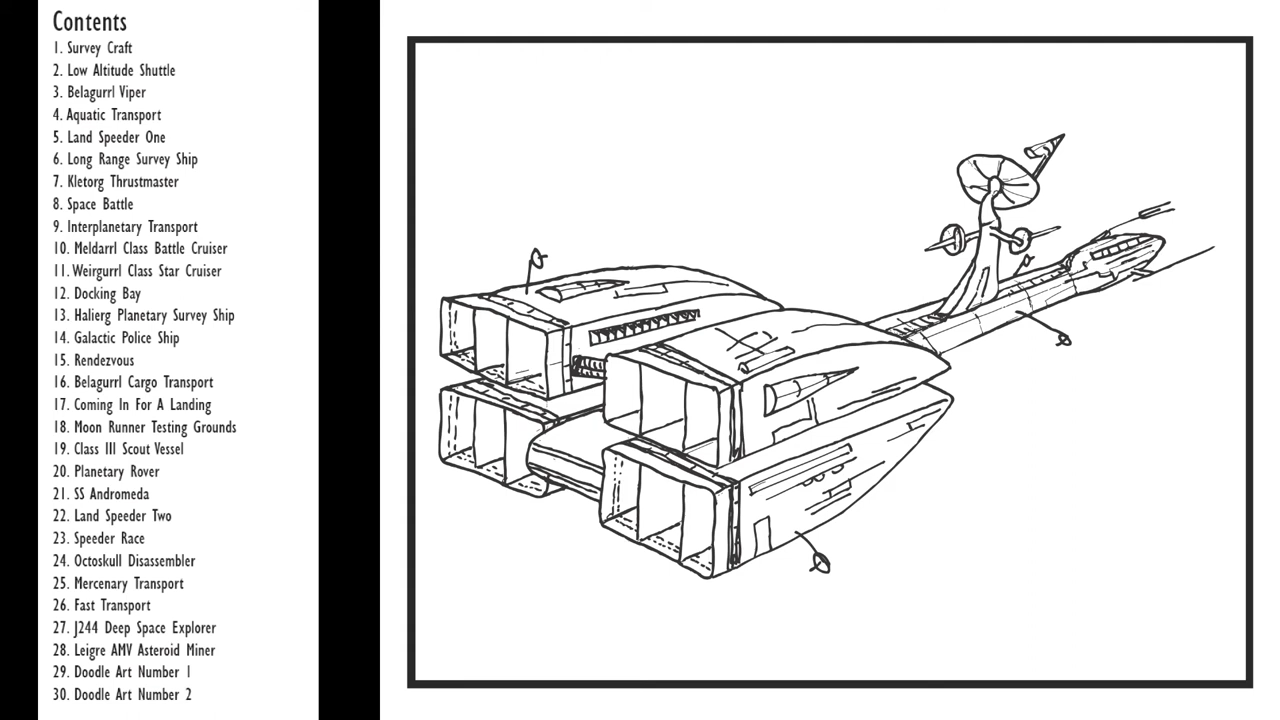 Contents
1. Survey Craft
2. Low Altitude Shuttle
3. Belagurrl Viper
4. Aquatic Transport
5. Land Speeder One
6. Long Range Survey Ship
7. Kletorg Thrustmaster
8. Space Battle
9. Interplanetary Transport
10. Meldarrl Class Battle Cruiser
11. Weirgurrl Class Star Cruiser
12. Docking Bay
13. Halierg Planetary Survey Ship
14. Galactic Police Ship
15. Rendezvous
16. Belagurrl Cargo Transport
17. Coming In For A Landing
18. Moon Runner Testing Grounds
19. Class III Scout Vessel
20. Planetary Rover
21. SS Andromeda
22. Land Speeder Two
23. Speeder Race
24. Octoskull Disassembler
25. Mercenary Transport
26. Fast Transport
27. J244 Deep Space Explorer
28. Leigre AMV Asteroid Miner
29. Doodle Art Number 1
30. Doodle Art Number 2